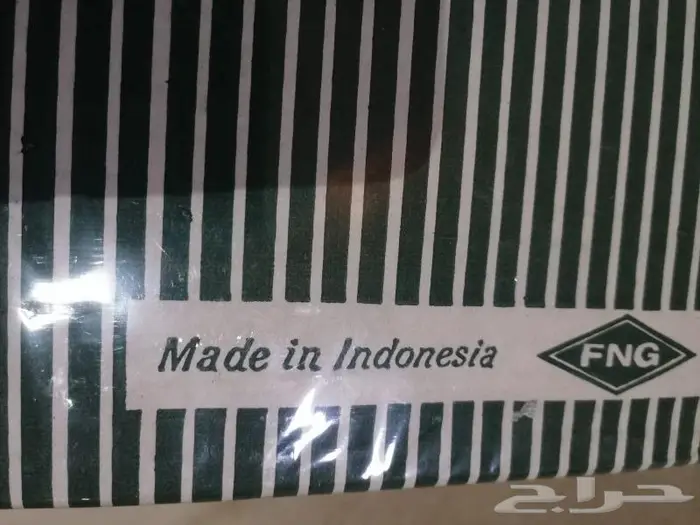 Made in Indonesia
FNG
حراج